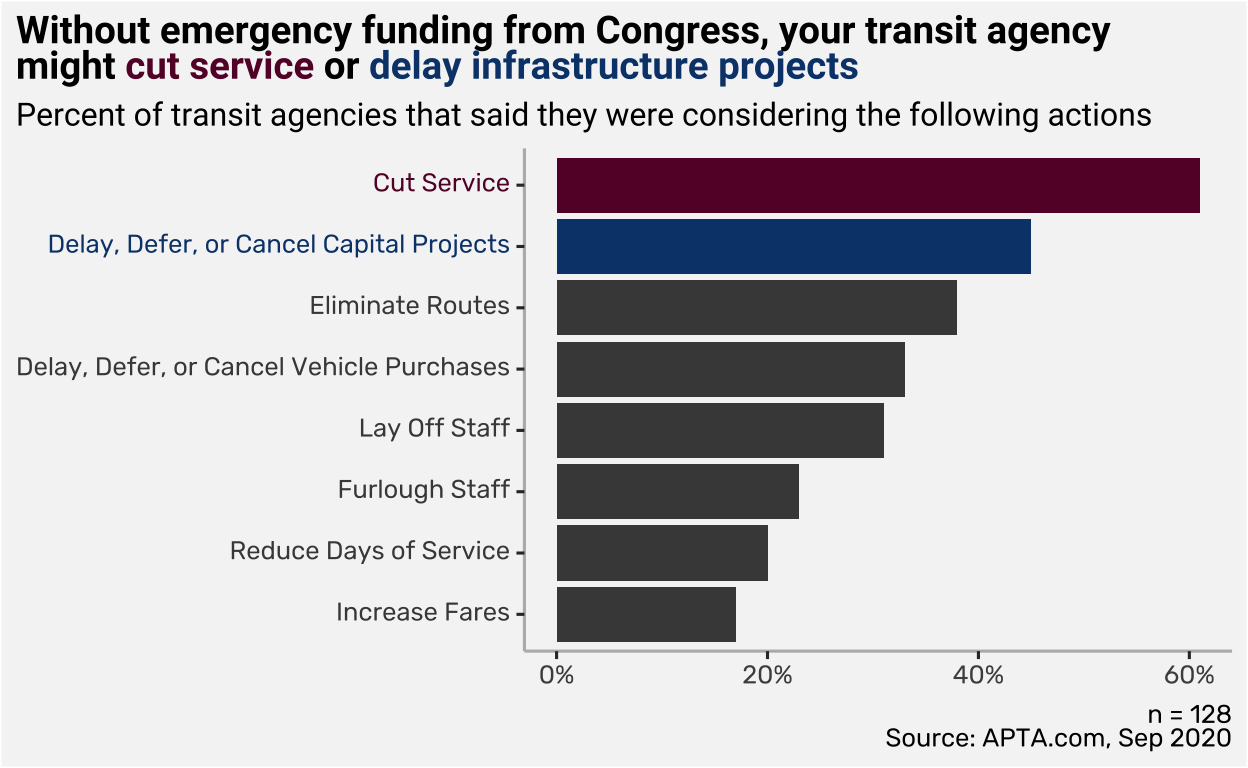 Without emergency funding from Congress, your transit agency
might cut service or delay infrastructure projects
Percent of transit agencies that said they were considering the following actions
Cut Service
Delay, Defer, or Cancel Capital Projects
Eliminate Routes
Delay, Defer, or Cancel Vehicle Purchases
Lay Off Staff
Furlough Staff
Reduce Days of Service
Increase Fares
0% 20% 40% 60%
n = 128
Source: APTA.com, Sep 2020